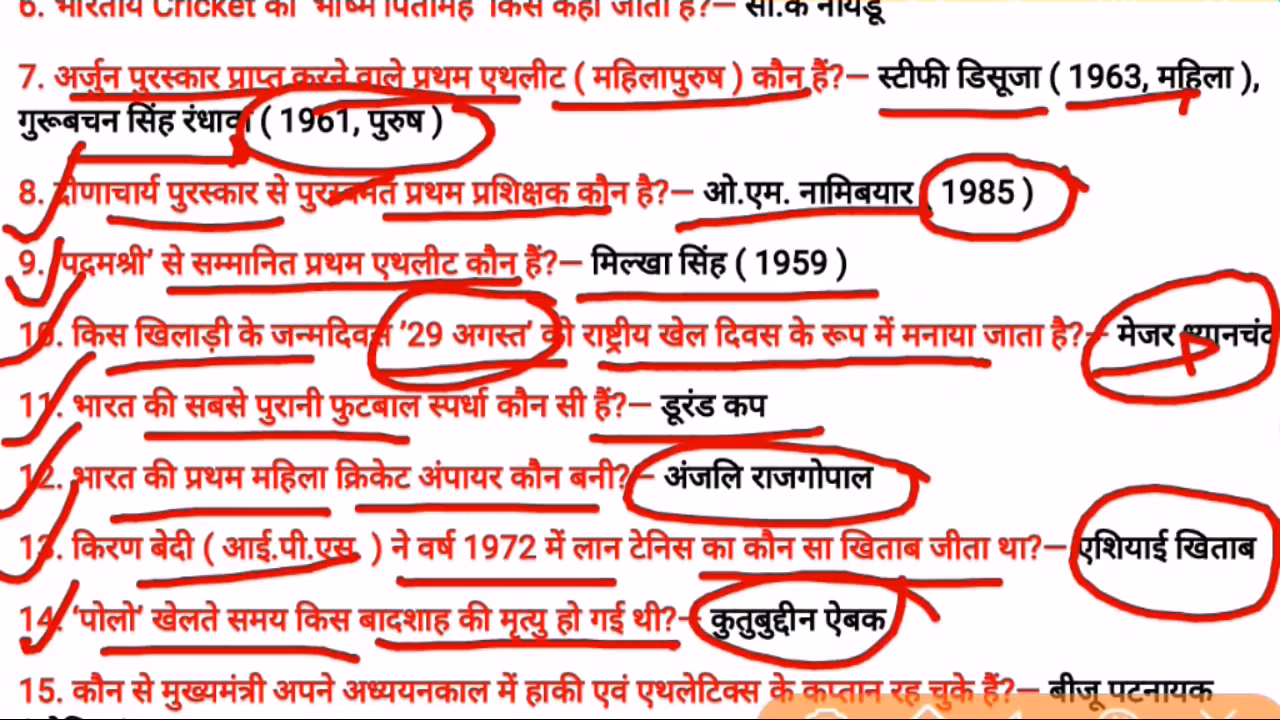 6. भारतीय Cricket का 'भीष्म पितामह' किसे कहा जाता है?— सी.के नायडू
7. अर्जुन पुरस्कार प्राप्त करने वाले प्रथम एथलीट ( महिलापुरुष ) कौन हैं?— स्टीफी डिसूजा ( 1963, महिला ),
गुरूबचन सिंह रंधावा ( 1961, पुरुष )
8. द्रोणाचार्य पुरस्कार से पुरस्कृत प्रथम प्रशिक्षक कौन है?— ओ.एम. नामिबयार ( 1985 )
9. 'पदमश्री' से सम्मानित प्रथम एथलीट कौन हैं?— मिल्खा सिंह ( 1959 )
10. किस खिलाड़ी के जन्मदिवस '29 अगस्त' को राष्ट्रीय खेल दिवस के रूप में मनाया जाता है?— मेजर ध्यानचंद
11. भारत की सबसे पुरानी फुटबाल स्पर्धा कौन सी हैं?— डूरंड कप
12. भारत की प्रथम महिला क्रिकेट अंपायर कौन बनी?— अंजलि राजगोपाल
13. किरण बेदी ( आई.पी.एस. ) ने वर्ष 1972 में लान टेनिस का कौन सा खिताब जीता था?— एशियाई खिताब
14. 'पोलो' खेलते समय किस बादशाह की मृत्यु हो गई थी?— कुतुबुद्दीन ऐबक
15. कौन से मुख्यमंत्री अपने अध्ययनकाल में हाकी एवं एथलेटिक्स के कप्तान रह चुके हैं?— बीजू पटनायक